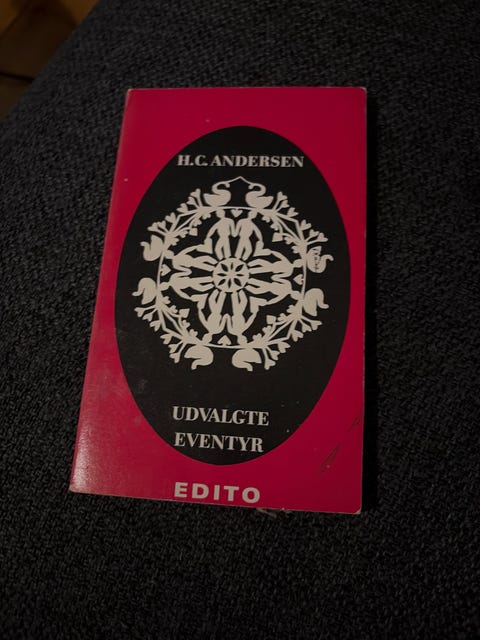 H.C. ANDERSEN
UDVALGTE
EVENTYR
EDITO